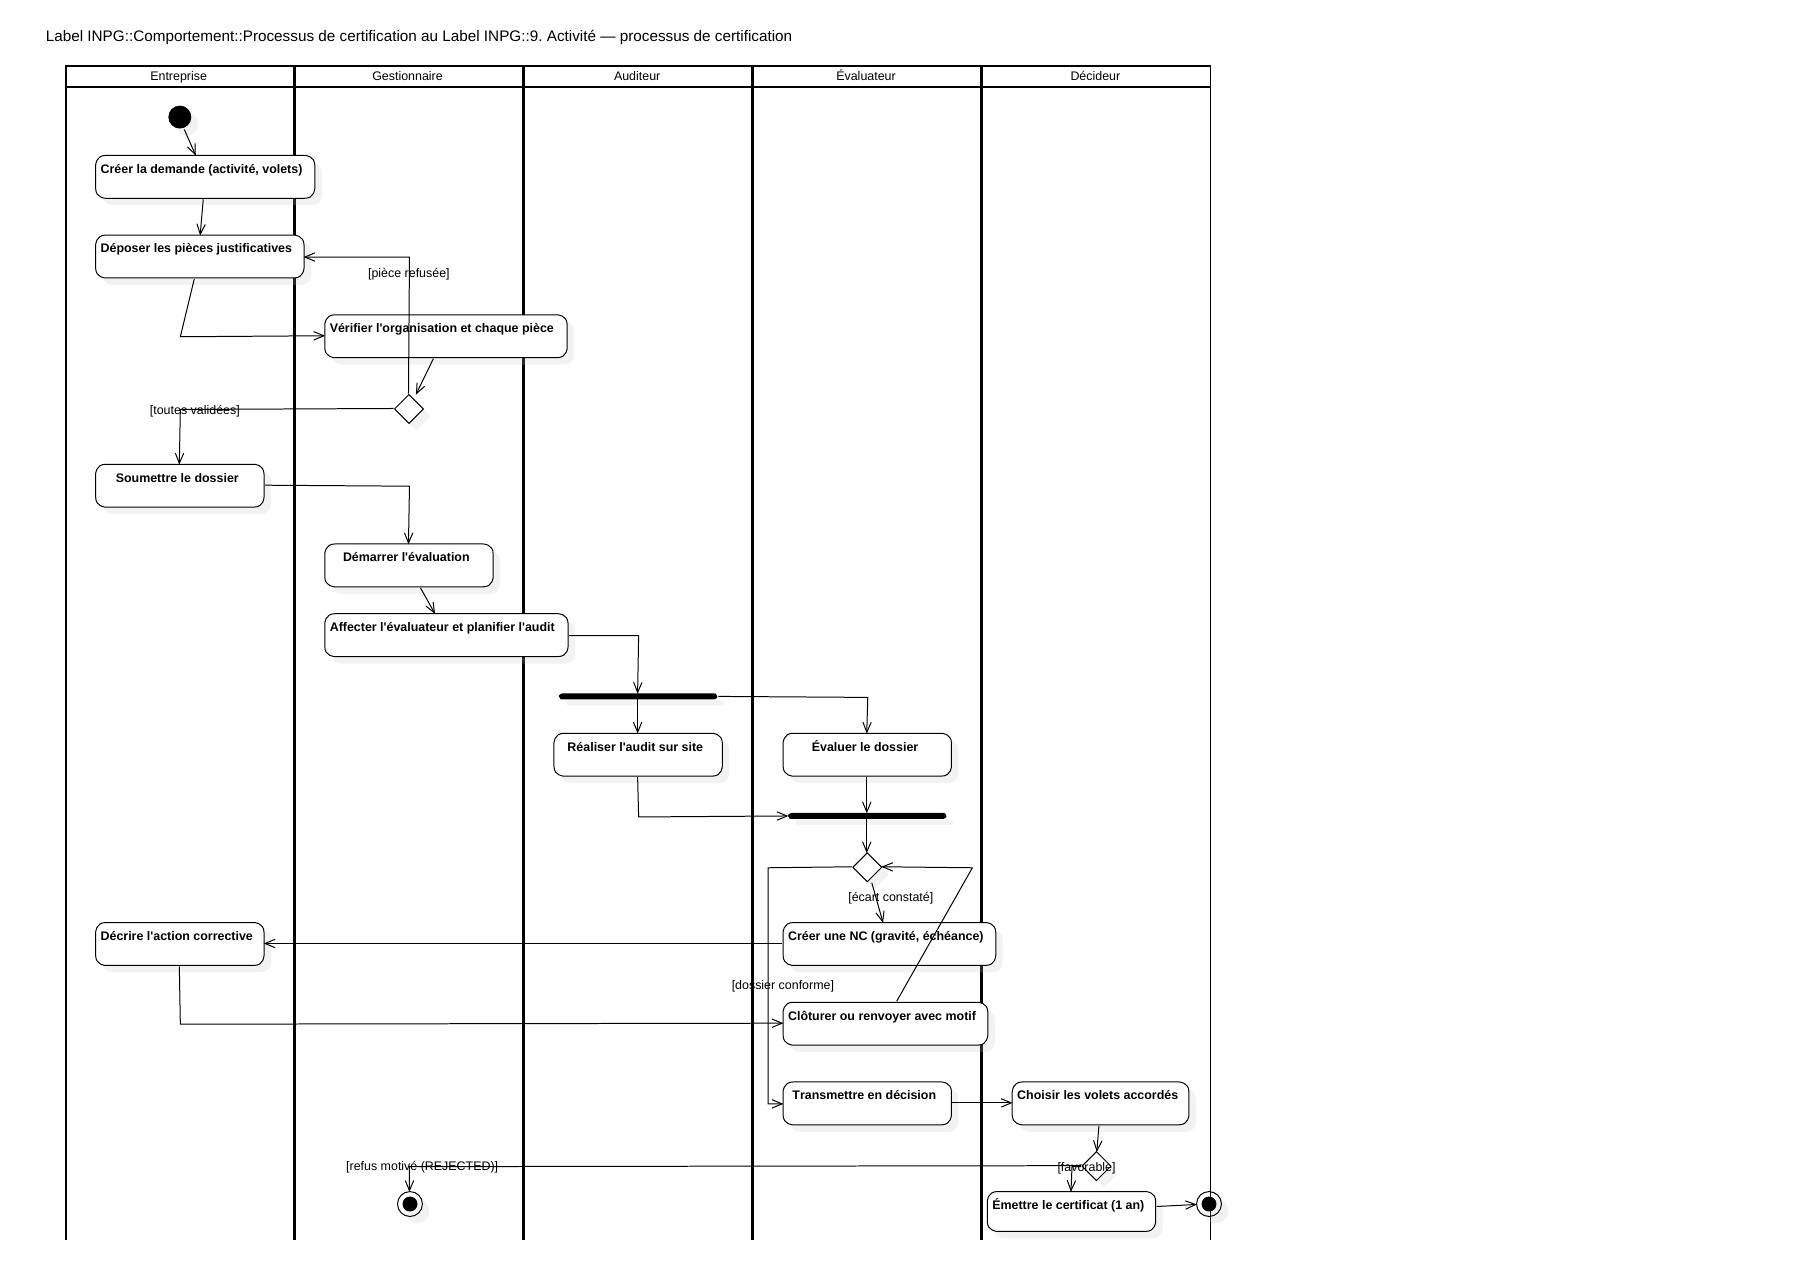 Label INPG::Comportement::Processus de certification au Label INPG::9. Activité — processus de certification
Entreprise
Gestionnaire
Auditeur
Évaluateur
Décideur
Créer la demande (activité, volets)
Déposer les pièces justificatives
[pièce refusée]
Vérifier l'organisation et chaque pièce
[toutes validées]
Soumettre le dossier
Démarrer l'évaluation
Affecter l'évaluateur et planifier l'audit
Réaliser l'audit sur site
Évaluer le dossier
[écart constaté]
Décrire l'action corrective
Créer une NC (gravité, échéance)
[dossier conforme]
Clôturer ou renvoyer avec motif
Transmettre en décision
Choisir les volets accordés
[refus motivé (REJECTED)]
[favorable]
Émettre le certificat (1 an)